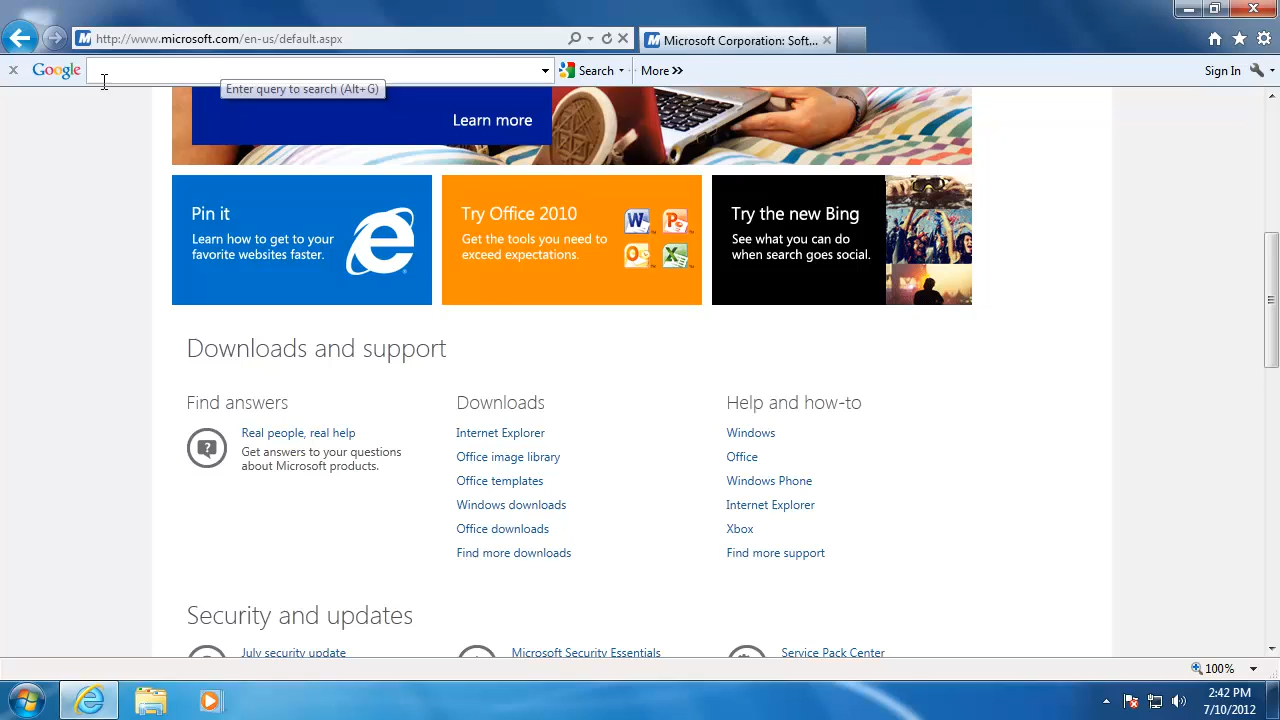 http://www.microsoft.com/en-us/default.aspx
Microsoft Corporation: Soft...
Google
Search
More
Sign In
Enter query to search (Alt+G)
Learn more
Pin it
Learn how to get to your
favorite websites faster.
Try Office 2010
Get the tools you need to
exceed expectations.
Try the new Bing
See what you can do
when search goes social.
Downloads and support
Find answers
Real people, real help
Get answers to your questions
about Microsoft products.
Downloads
Internet Explorer
Office image library
Office templates
Windows downloads
Office downloads
Find more downloads
Help and how-to
Windows
Office
Windows Phone
Internet Explorer
Xbox
Find more support
Security and updates
July security update
Microsoft Security Essentials
Service Pack Center
100%
2:42 PM
7/10/2012